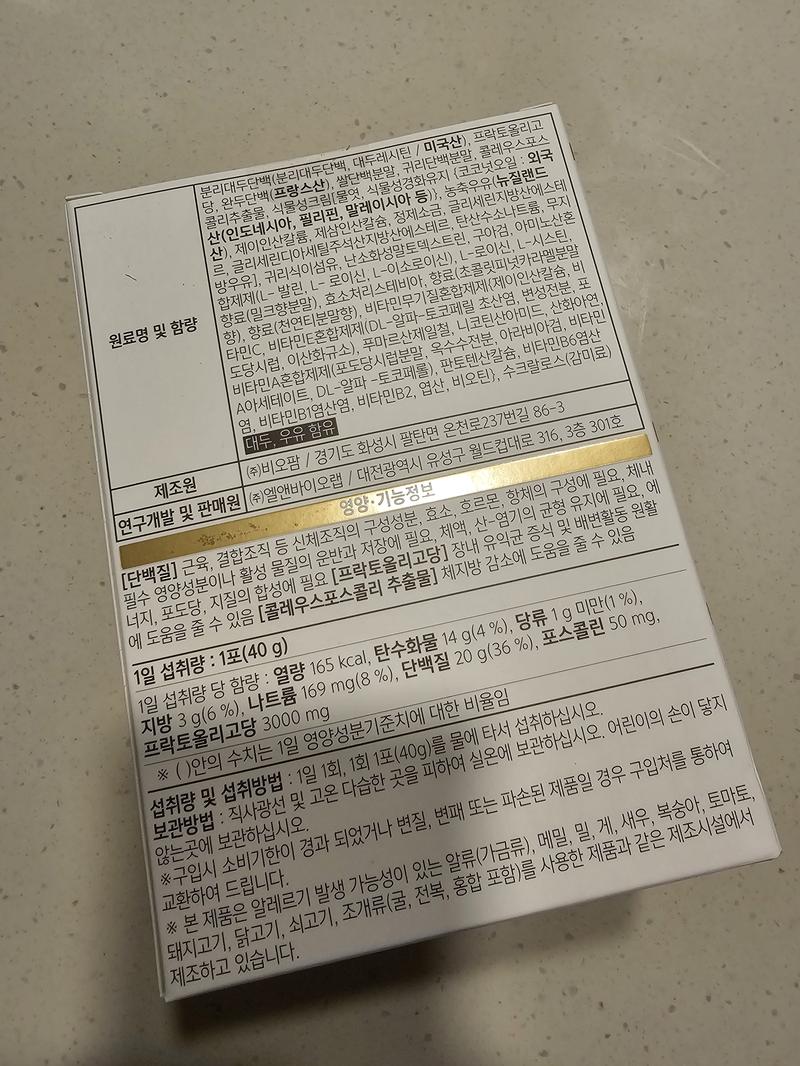 분리대두단백(분리대두단백, 대두레시틴 / 미국산), 프락토올리고
당, 완두단백(프랑스산), 쌀단백분말, 귀리단백분말, 콜레우스포스
콜리추출물, 식물성크림[물엿, 식물성경화유지 (코코넛오일 : 외국
산(인도네시아, 필리핀, 말레이시아 등)), 농축우유(뉴질랜드
산), 제이인산칼륨, 제삼인산칼슘, 정제소금, 글리세린지방산에스테
르, 글리세린디아세틸주석산지방산에스테르, 탄산수소나트륨, 무지
방우유], 귀리식이섬유, 난소화성말토덱스트린, 구아검, 아미노산혼
합제제(L- 발린, L- 로이신, L-이소로이신), L-로이신, L-시스틴,
향료(밀크향분말), 효소처리스테비아, 향료(초콜릿피넛카라멜분말
향), 향료(천연티분말향), 비타민무기질혼합제제{제이인산칼슘, 비
타민C, 비타민E혼합제제(DL-알파-토코페릴 초산염, 변성전분, 포
도당시럽, 이산화규소), 푸마르산제일철, 니코틴산아미드, 산화아연,
비타민A혼합제제(포도당시럽분말, 옥수수전분, 아라비아검, 비타민
A아세테이트, DL-알파 -토코페롤), 판토텐산칼슘, 비타민B6염산
염, 비타민B1염산염, 비타민B2, 엽산, 비오틴}, 수크랄로스(감미료)
원료명 및 함량
대두, 우유 함유
제조원
㈜비오팜 / 경기도 화성시 팔탄면 온천로237번길 86-3
연구개발 및 판매원
㈜엘앤바이오랩 / 대전광역시 유성구 월드컵대로 316, 3층 301호
영양·기능정보
[단백질] 근육, 결합조직 등 신체조직의 구성성분, 효소, 호르몬, 항체의 구성에 필요, 체내
필수 영양성분이나 활성 물질의 운반과 저장에 필요, 체액, 산-염기의 균형 유지에 필요, 에
너지, 포도당, 지질의 합성에 필요 [프락토올리고당] 장내 유익균 증식 및 배변활동 원활
에 도움을 줄 수 있음 [콜레우스포스콜리 추출물] 체지방 감소에 도움을 줄 수 있음
1일 섭취량 : 1포(40 g)
1일 섭취량 당 함량 : 열량 165 kcal, 탄수화물 14 g(4 %), 당류 1 g 미만(1 %),
지방 3 g(6 %), 나트륨 169 mg(8 %), 단백질 20 g(36 %), 포스콜린 50 mg,
프락토올리고당 3000 mg
※ ( )안의 수치는 1일 영양성분기준치에 대한 비율임
섭취량 및 섭취방법 : 1일 1회, 1회 1포(40g)를 물에 타서 섭취하십시오.
보관방법 : 직사광선 및 고온 다습한 곳을 피하여 실온에 보관하십시오. 어린이의 손이 닿지
않는곳에 보관하십시오.
※구입시 소비기한이 경과 되었거나 변질, 변패 또는 파손된 제품일 경우 구입처를 통하여
교환하여 드립니다.
※ 본 제품은 알레르기 발생 가능성이 있는 알류(가금류), 메밀, 밀, 게, 새우, 복숭아, 토마토,
돼지고기, 닭고기, 쇠고기, 조개류(굴, 전복, 홍합 포함)를 사용한 제품과 같은 제조시설에서
제조하고 있습니다.